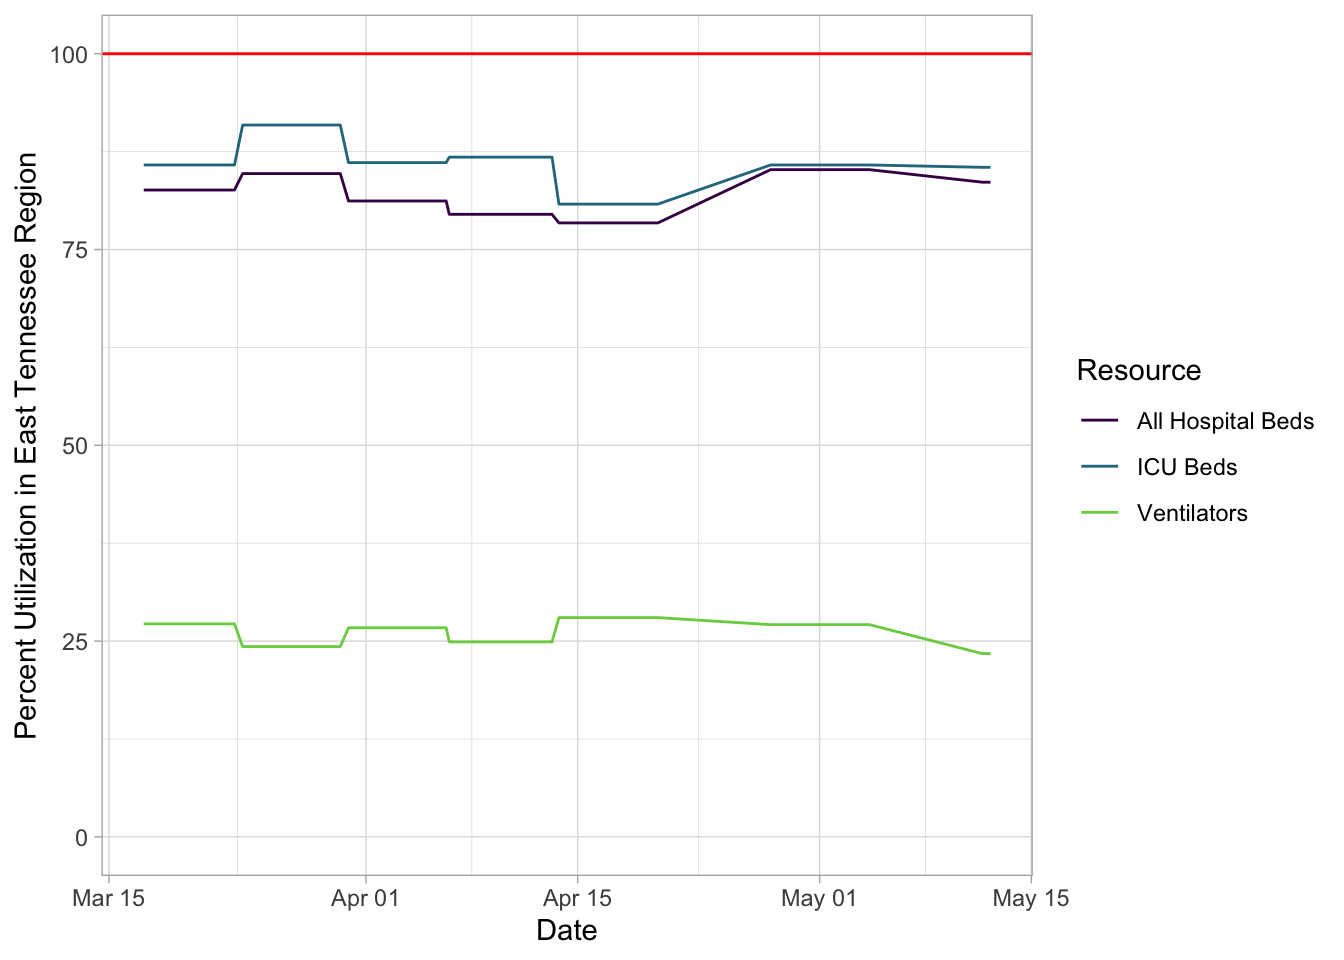 Percent Utilization in East Tennessee Region
100
75
50
25
0
Mar 15
Apr 01
Apr 15
May 01
May 15
Date
Resource
All Hospital Beds
ICU Beds
Ventilators